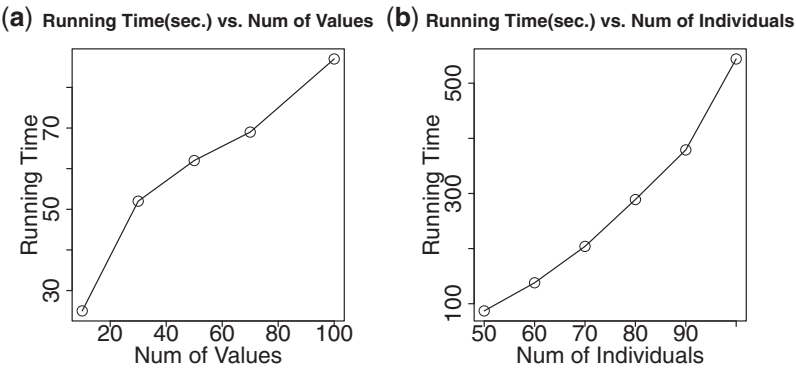 (a) Running Time(sec.) vs. Num of Values
Running Time
30 50 70
20 40 60 80 100
Num of Values
(b) Running Time(sec.) vs. Num of Individuals
Running Time
100 300 500
50 60 70 80 90
Num of Individuals